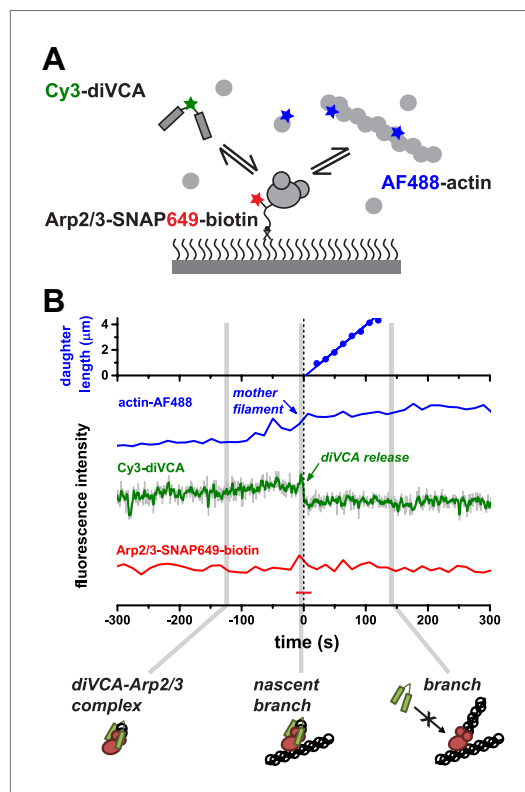 A
Cy3-diVCA
AF488-actin
Arp2/3-SNAP649-biotin
B
daughter
length (µm)
4
2
0
actin-AF488
mother
filament
Cy3-diVCA
diVCA release
Arp2/3-SNAP649-biotin
fluorescence intensity
-300 -200 -100 0 100 200 300
time (s)
diVCA-Arp2/3
complex
nascent
branch
branch